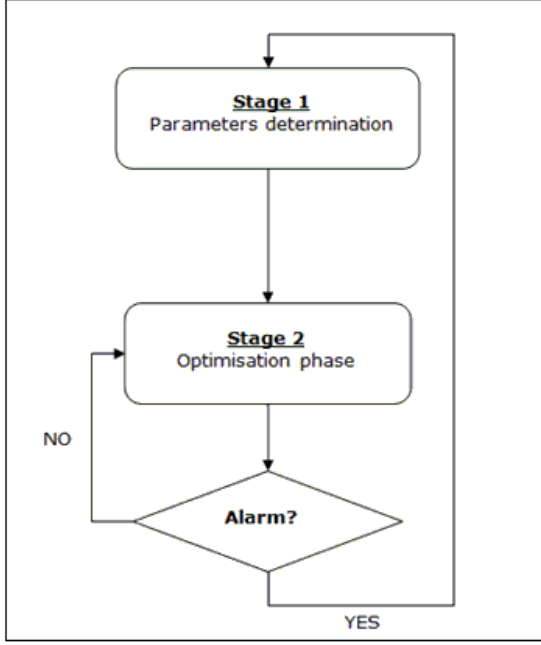 Stage 1
Parameters determination
Stage 2
Optimisation phase
NO
Alarm?
YES